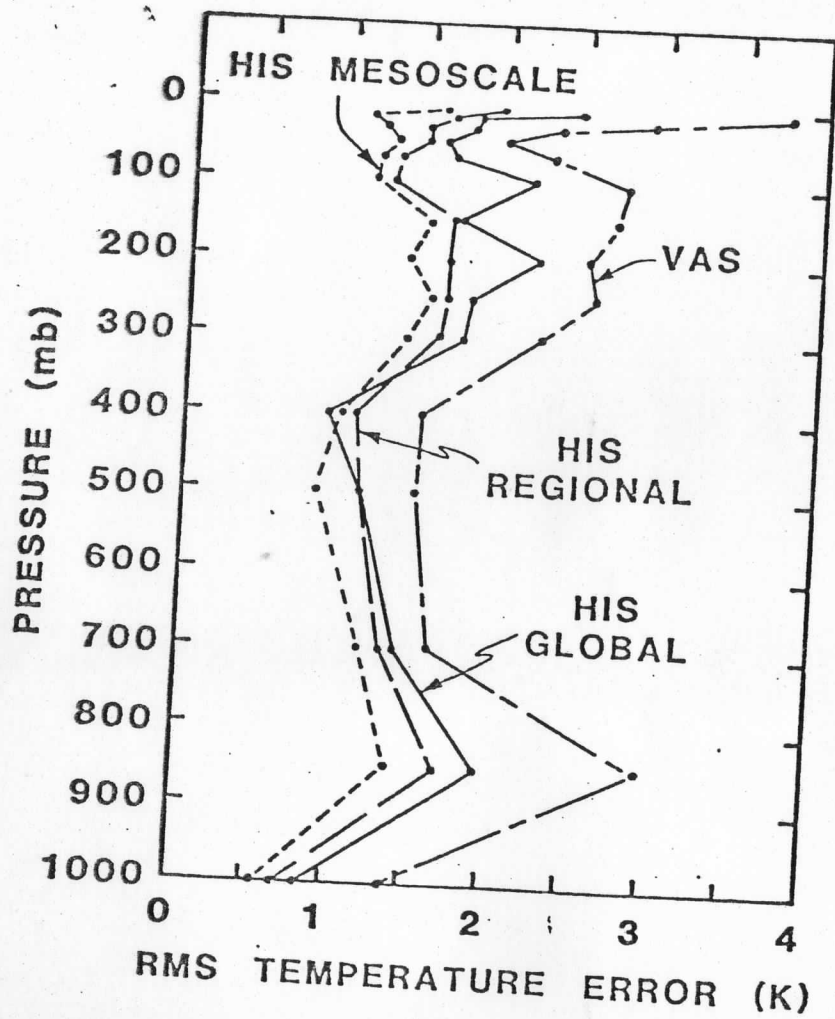 HIS MESOSCALE
0
100
200
300
400
500
600
700
800
900
1000
PRESSURE (mb)
VAS
HIS
REGIONAL
HIS
GLOBAL
0 1 2 3 4
RMS TEMPERATURE ERROR (K)